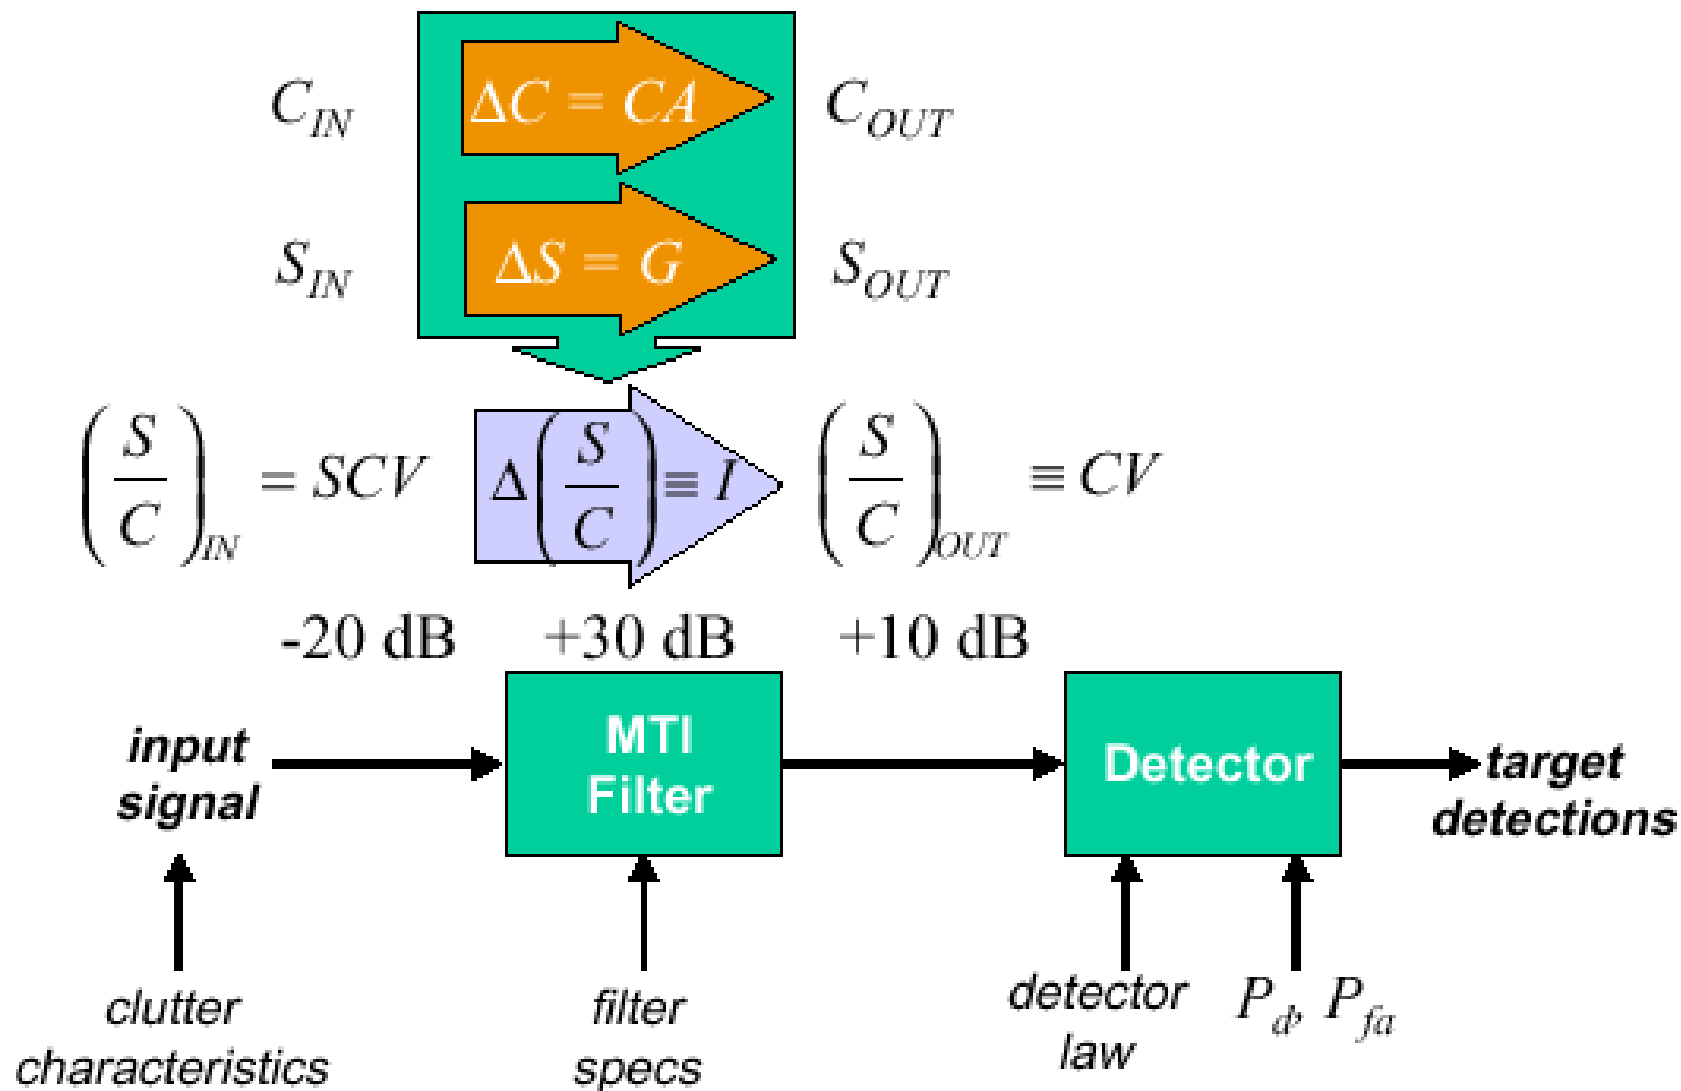 C_IN ΔC = CA C_OUT
S_IN ΔS = G S_OUT
(S/C)_IN = SCV Δ(S/C) ≡ I (S/C)_OUT ≡ CV
-20 dB +30 dB +10 dB
input
signal
MTI
Filter
Detector
target
detections
clutter
characteristics
filter
specs
detector
law
P_d, P_fa